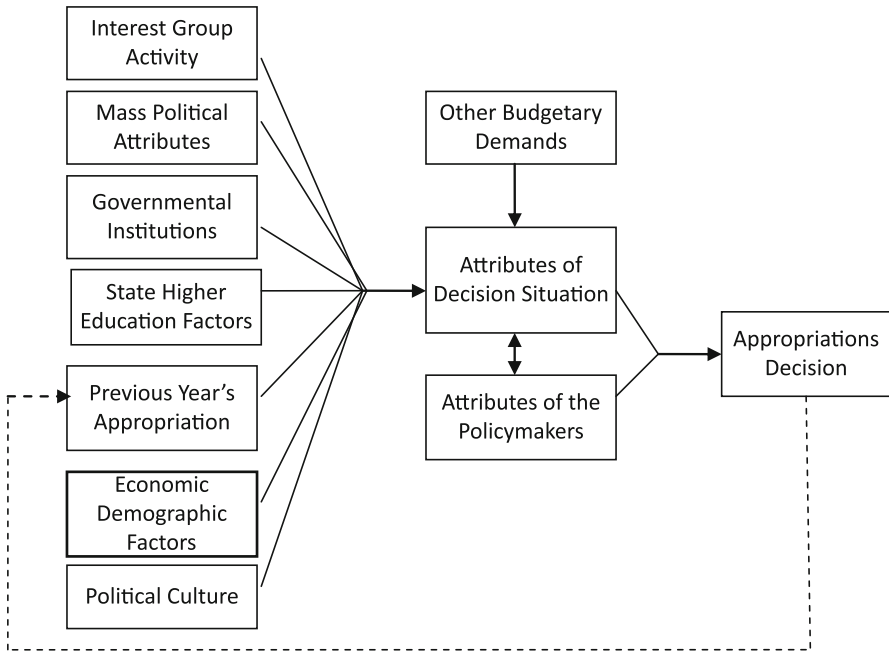 Interest Group
Activity
Mass Political
Attributes
Governmental
Institutions
State Higher
Education Factors
Previous Year’s
Appropriation
Economic
Demographic
Factors
Political Culture
Other Budgetary
Demands
Attributes of
Decision Situation
Attributes of the
Policymakers
Appropriations
Decision